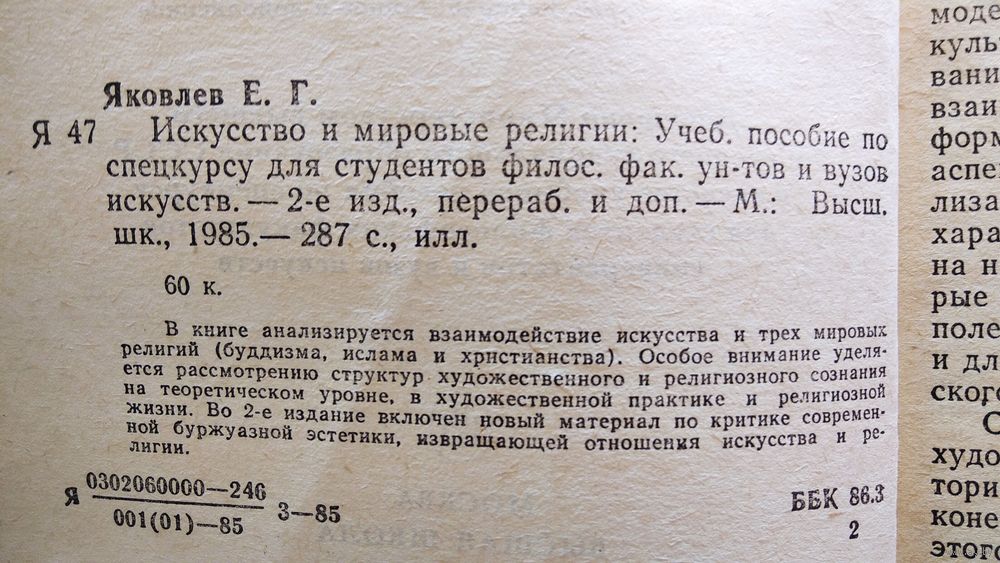 Яковлев Е. Г.
Я 47 Искусство и мировые религии: Учеб. пособие по
спецкурсу для студентов филос. фак. ун-тов и вузов
искусств. — 2-е изд., перераб. и доп. — М.: Высш.
шк., 1985.— 287 с., илл.
60 к.
В книге анализируется взаимодействие искусства и трех мировых
религий (буддизма, ислама и христианства). Особое внимание уделя-
ется рассмотрению структур художественного и религиозного сознания
на теоретическом уровне, в художественной практике и религиозной
жизни. Во 2-е издание включен новый материал по критике современ-
ной буржуазной эстетики, извращающей отношения искусства и ре-
лигии.
Я 0302060000—246
001(01)—85 3—85
ББК 86.3
2
моде
куль
вани
взаи
форм
аспе
лиза
хара
на н
рые
поле
и дл
ског
С
худо
тори
коне
этого